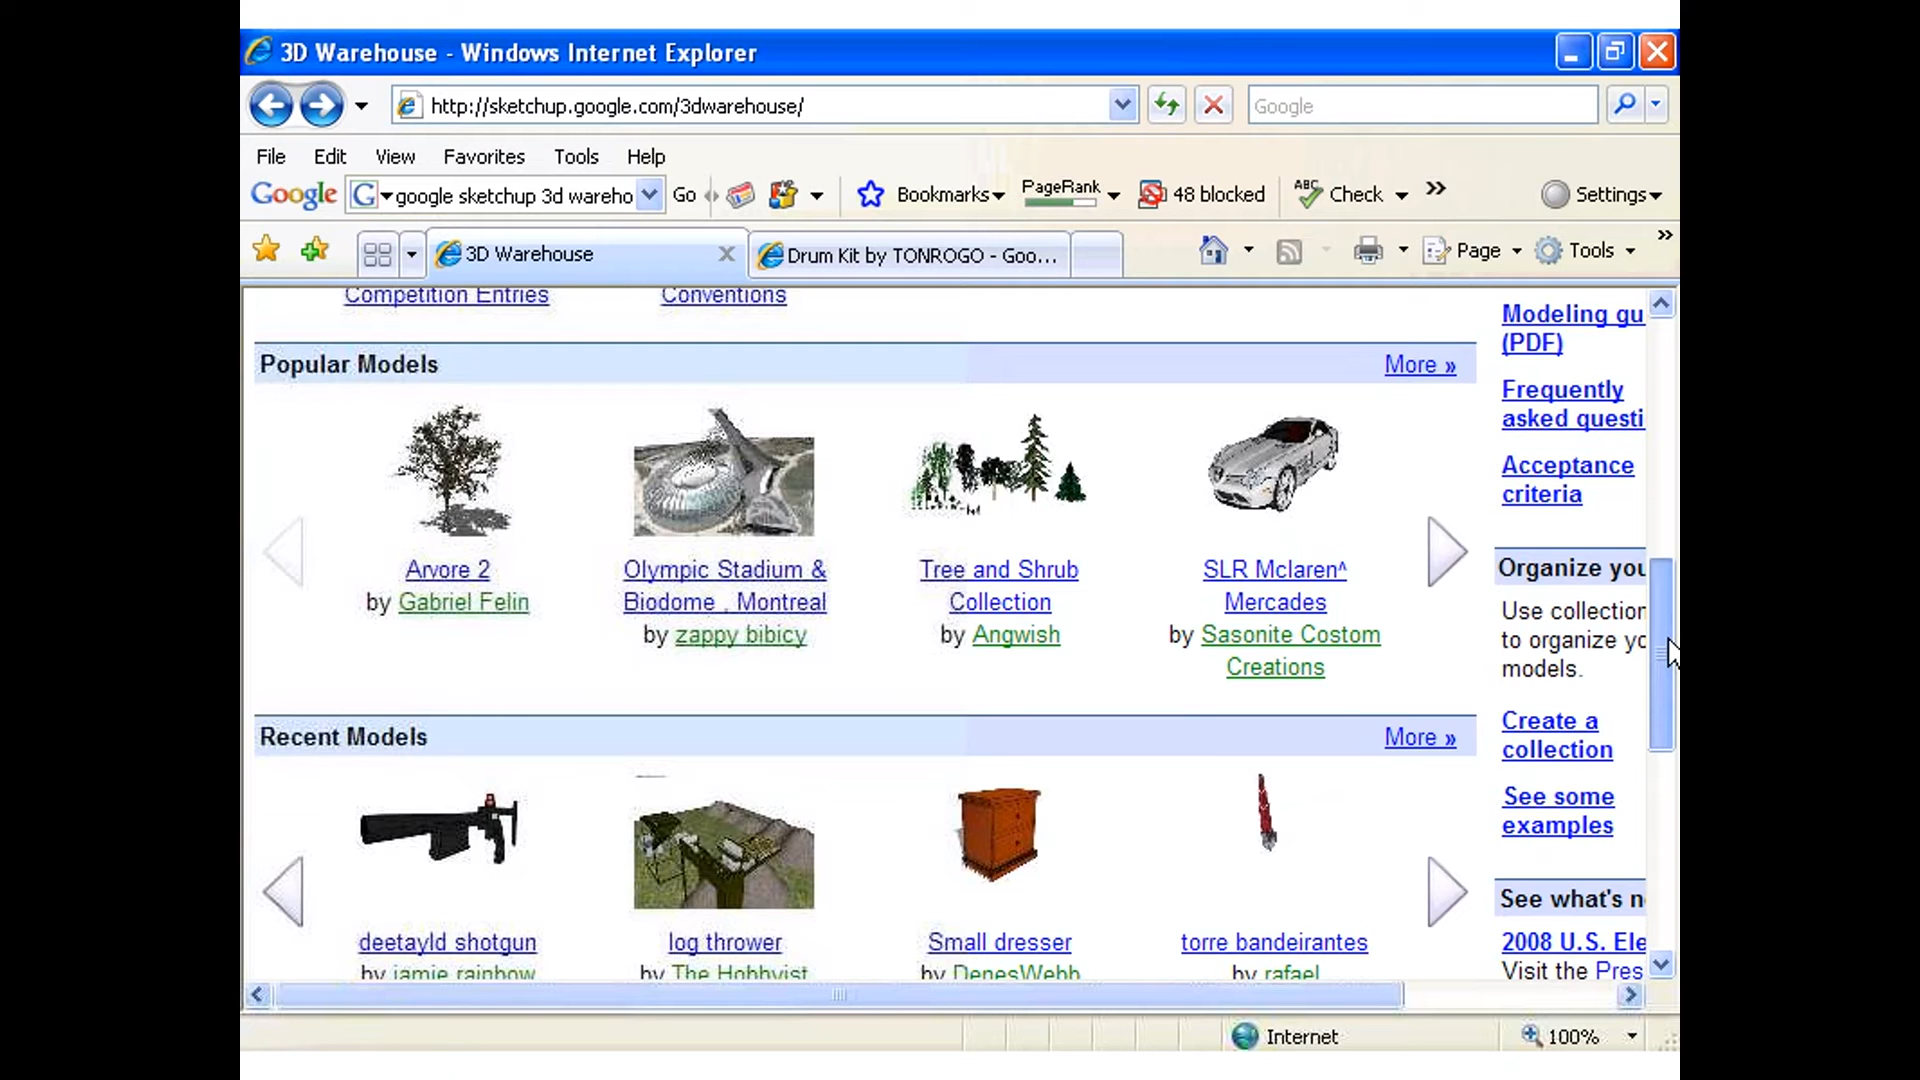 3D Warehouse - Windows Internet Explorer
http://sketchup.google.com/3dwarehouse/
Google
File Edit View Favorites Tools Help
Google G google sketchup 3d wareho Go Bookmarks PageRank 48 blocked ABC Check » Settings
3D Warehouse Drum Kit by TONROGO - Goo... Page Tools »
Competition Entries Conventions
Popular Models More »
Arvore 2
by Gabriel Felin
Olympic Stadium &
Biodome , Montreal
by zappy bibicy
Tree and Shrub
Collection
by Angwish
SLR Mclaren^
Mercades
by Sasonite Costom
Creations
Recent Models More »
deetayld shotgun
by jamie rainbow
log thrower
by The Hobbyist
Small dresser
by DenesWebb
torre bandeirantes
by rafael
Modeling gu
(PDF)
Frequently
asked questi
Acceptance
criteria
Organize you
Use collection
to organize yo
models.
Create a
collection
See some
examples
See what's n
2008 U.S. Ele
Visit the Pres
Internet 100%